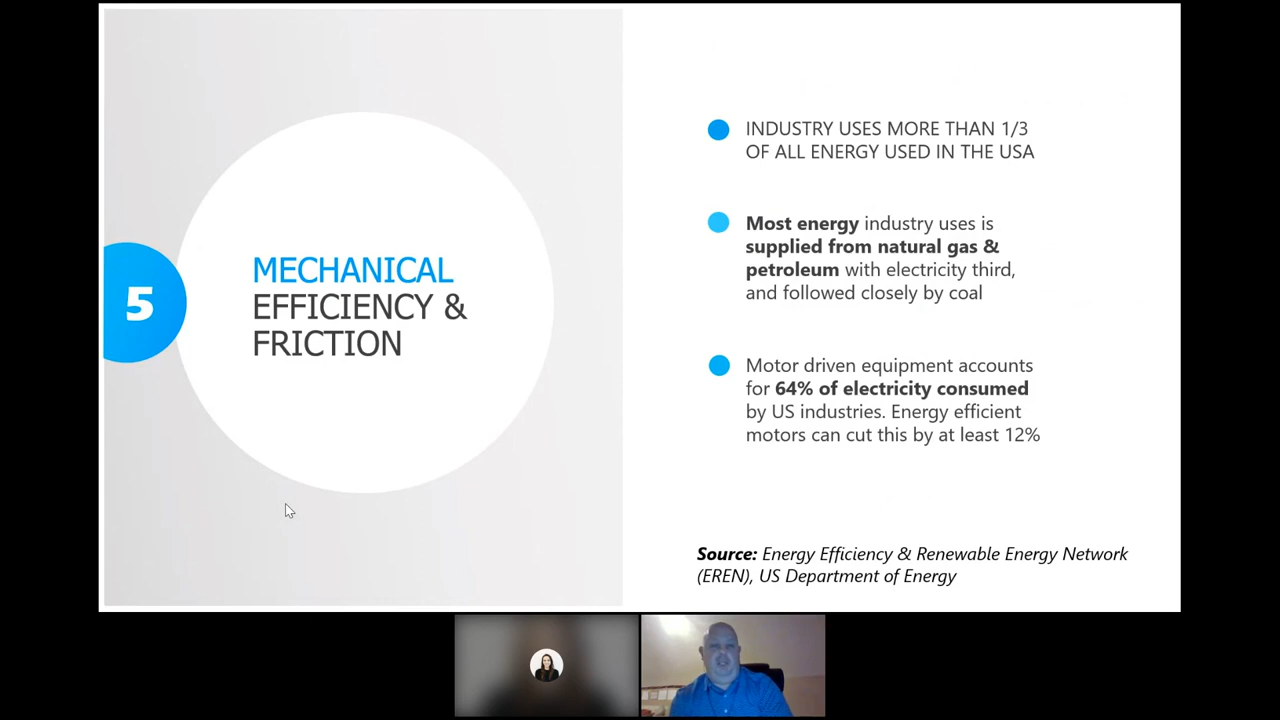 5
MECHANICAL
EFFICIENCY &
FRICTION
INDUSTRY USES MORE THAN 1/3
OF ALL ENERGY USED IN THE USA
Most energy industry uses is
supplied from natural gas &
petroleum with electricity third,
and followed closely by coal
Motor driven equipment accounts
for 64% of electricity consumed
by US industries. Energy efficient
motors can cut this by at least 12%
Source: Energy Efficiency & Renewable Energy Network
(EREN), US Department of Energy